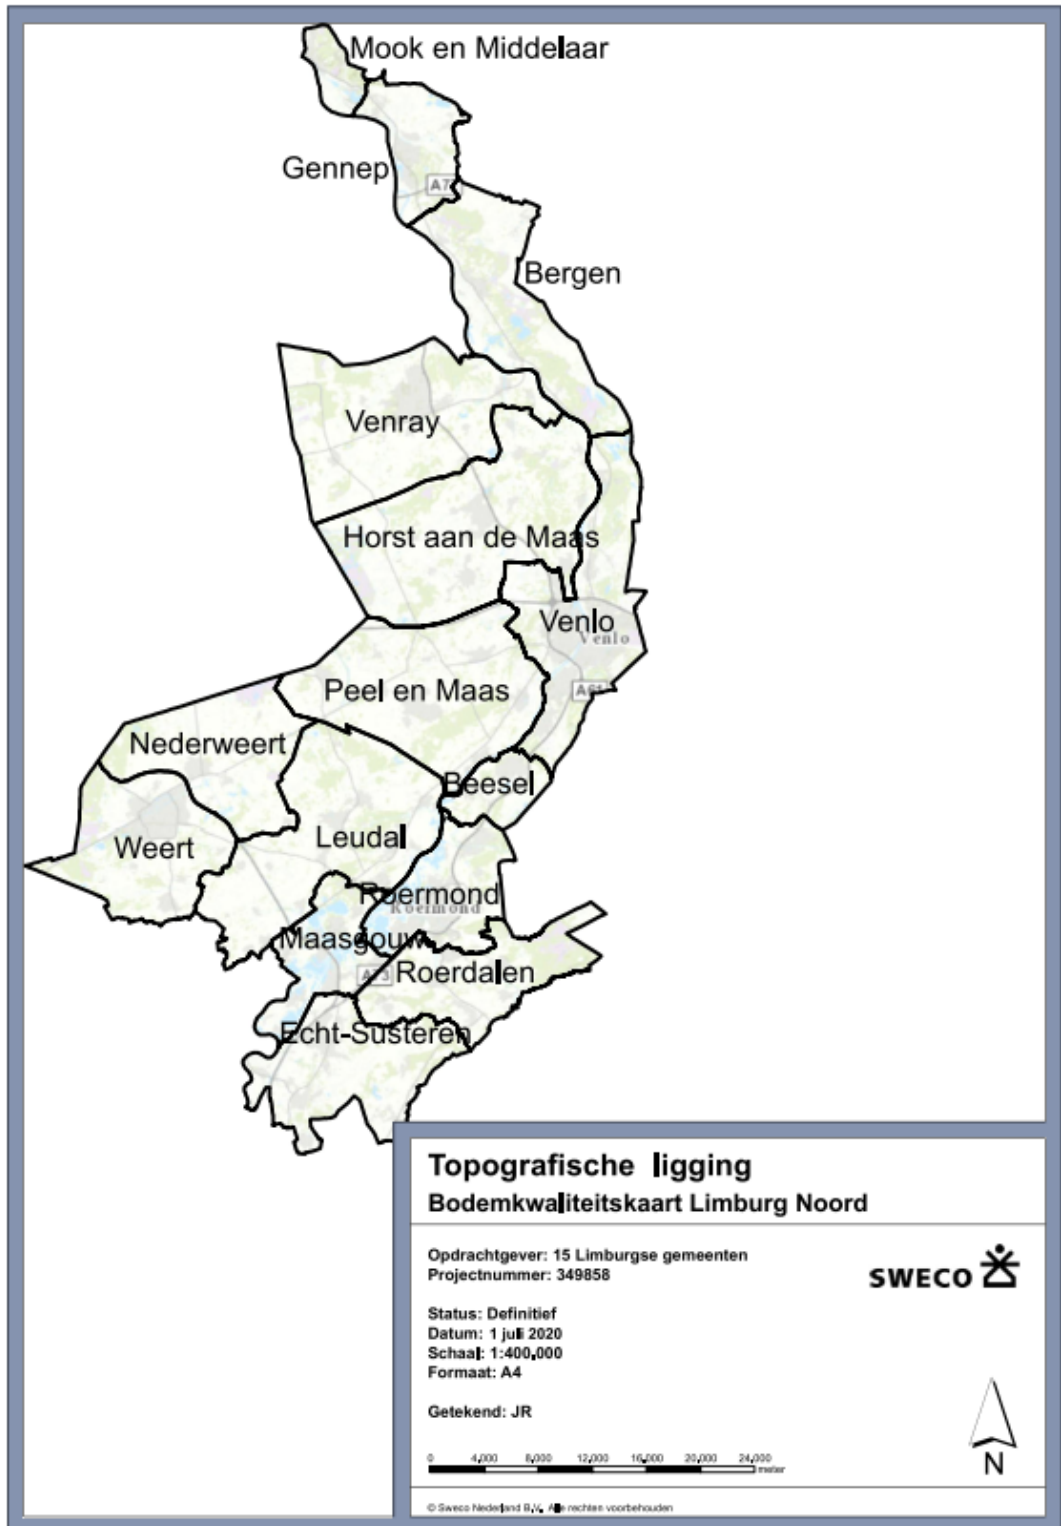 Mook en Middelaar
Gennep
A7
Bergen
Venray
Horst aan de Maas
Venlo
Venlo
Peel en Maas
A61
Nederweert
Beesel
Leudal
Weert
Roermond
Roermond
Maasgouw
Roerdalen
A73
Echt-Susteren
Topografische ligging
Bodemkwaliteitskaart Limburg Noord
Opdrachtgever: 15 Limburgse gemeenten
Projectnummer: 349858
SWECO
Status: Definitief
Datum: 1 juli 2020
Schaal: 1:400,000
Formaat: A4
Getekend: JR
0 4,000 8,000 12,000 16,000 20,000 24,000
meter
N
© Sweco Nederland B.V., Alle rechten voorbehouden